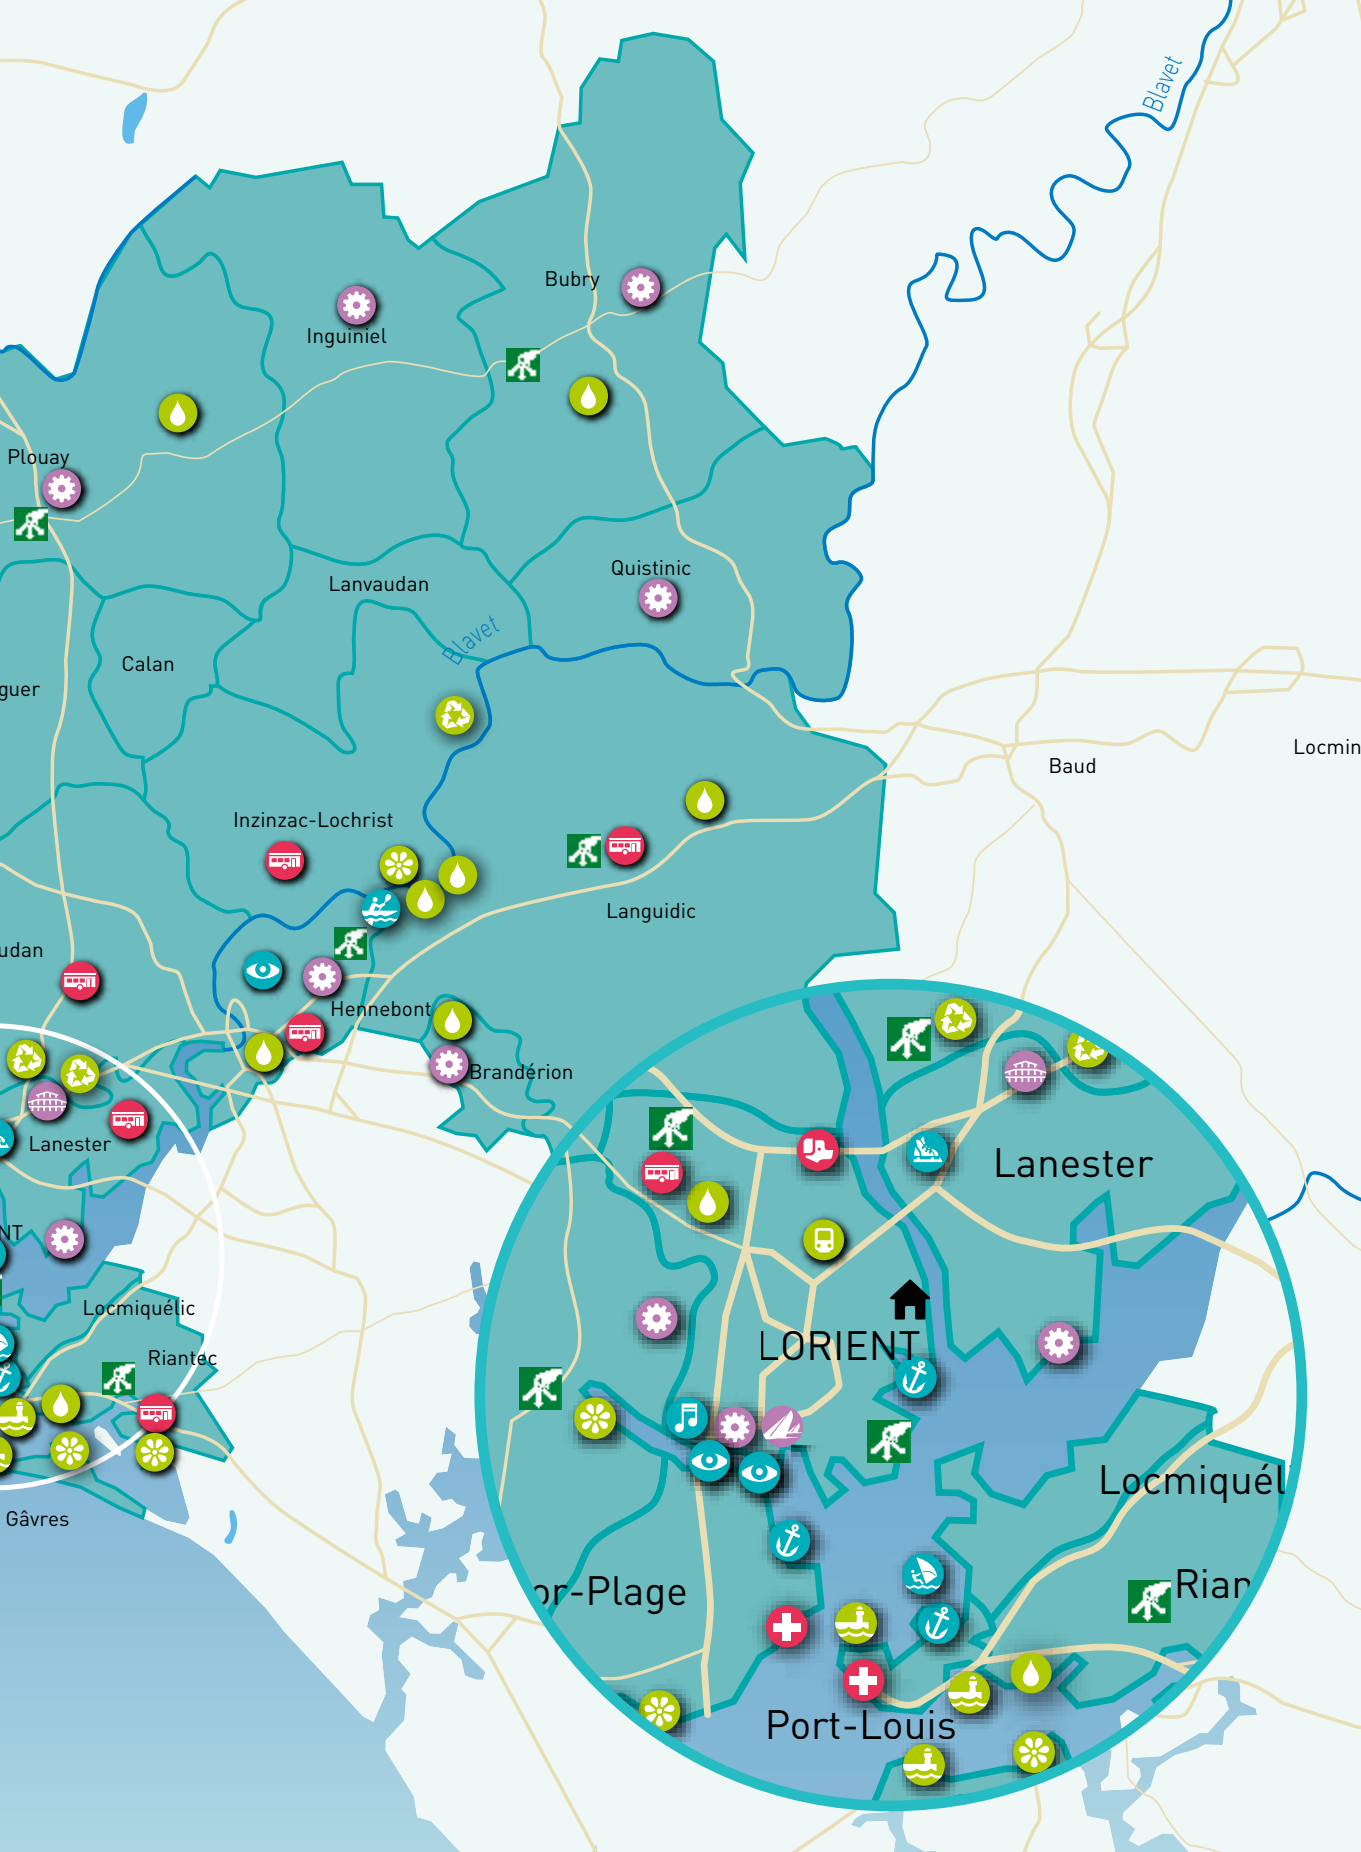 Blavet
Bubry
Inguiniel
Plouay
Quistinic
Lanvaudan
Blavet
Calan
guer
Locmin
Baud
Inzinzac-Lochrist
Languidic
udan
Hennebont
Brandérion
Lanester
Lanester
NT
Locmiquélic
LORIENT
Riantec
Locmiquél
Gâvres
or-Plage
Rian
Port-Louis